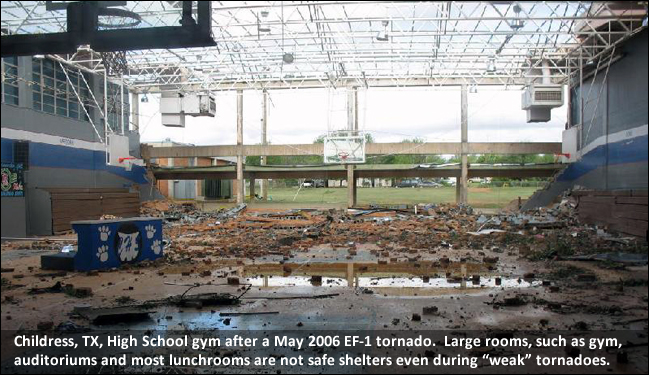 Childress, TX, High School gym after a May 2006 EF-1 tornado.  Large rooms, such as gym,
auditoriums and most lunchrooms are not safe shelters even during “weak” tornadoes.